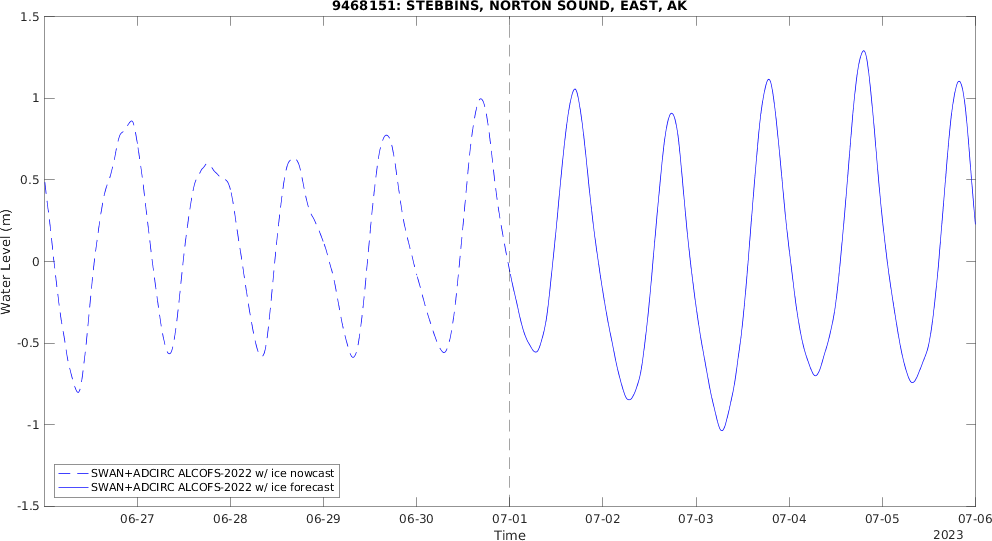 9468151: STEBBINS, NORTON SOUND, EAST, AK
1.5
1
0.5
0
-0.5
-1
-1.5
Water Level (m)
SWAN+ADCIRC ALCOFS-2022 w/ ice nowcast
SWAN+ADCIRC ALCOFS-2022 w/ ice forecast
06-27 06-28 06-29 06-30 07-01 07-02 07-03 07-04 07-05 07-06
Time
2023